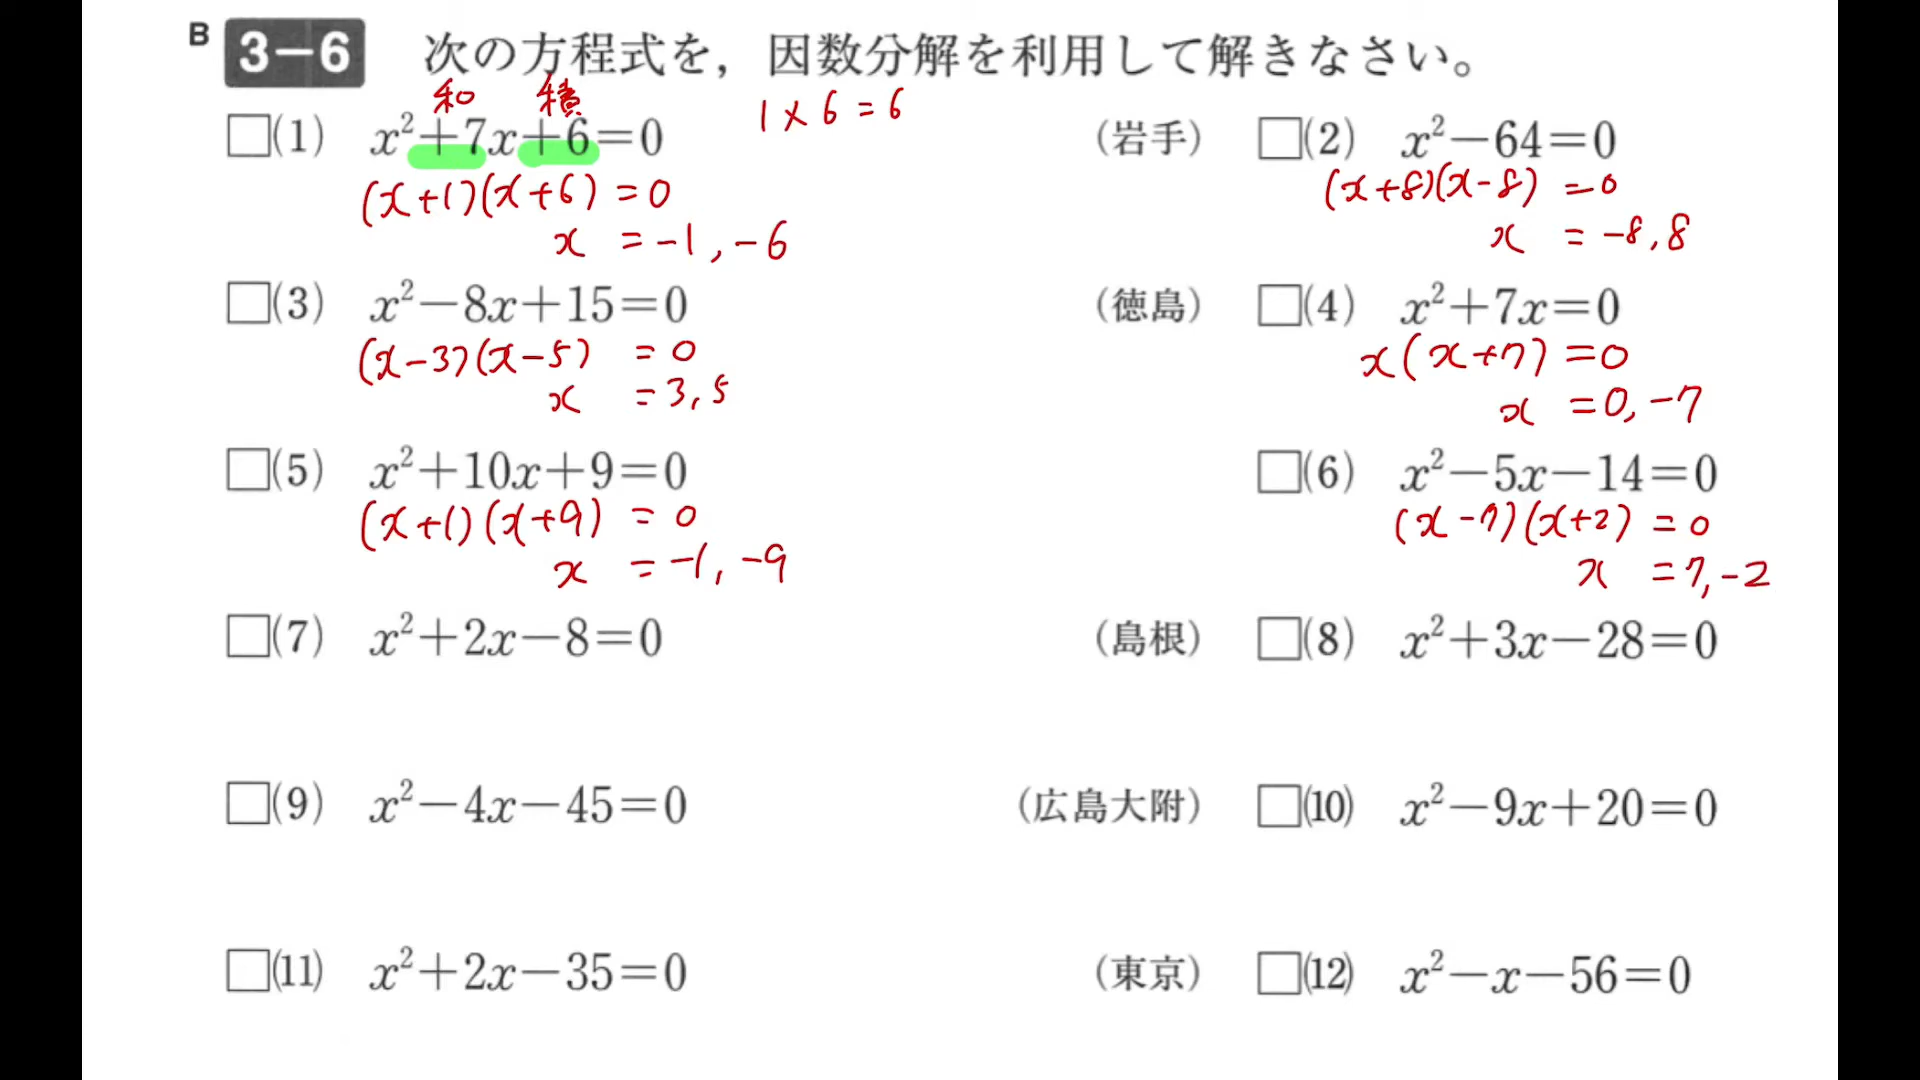 B 3-6 次の方程式を，因数分解を利用して解きなさい。
和 積
1×6=6
□(1) x²+7x+6=0 （岩手）
(x+1)(x+6)=0
x=-1,-6
□(2) x²-64=0
(x+8)(x-8)=0
x=-8,8
□(3) x²-8x+15=0 （徳島）
(x-3)(x-5)=0
x=3,5
□(4) x²+7x=0
x(x+7)=0
x=0,-7
□(5) x²+10x+9=0
(x+1)(x+9)=0
x=-1,-9
□(6) x²-5x-14=0
(x-7)(x+2)=0
x=7,-2
□(7) x²+2x-8=0 （島根）
□(8) x²+3x-28=0
□(9) x²-4x-45=0 （広島大附）
□(10) x²-9x+20=0
□(11) x²+2x-35=0 （東京）
□(12) x²-x-56=0